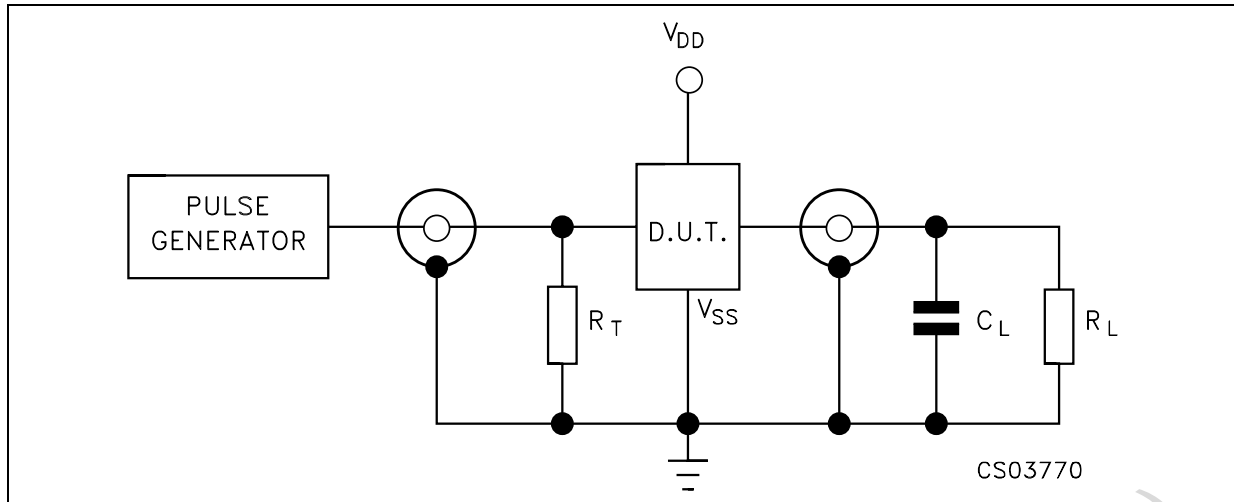 VDD
PULSE
GENERATOR
D.U.T.
VSS
RT
CL
RL
CS03770